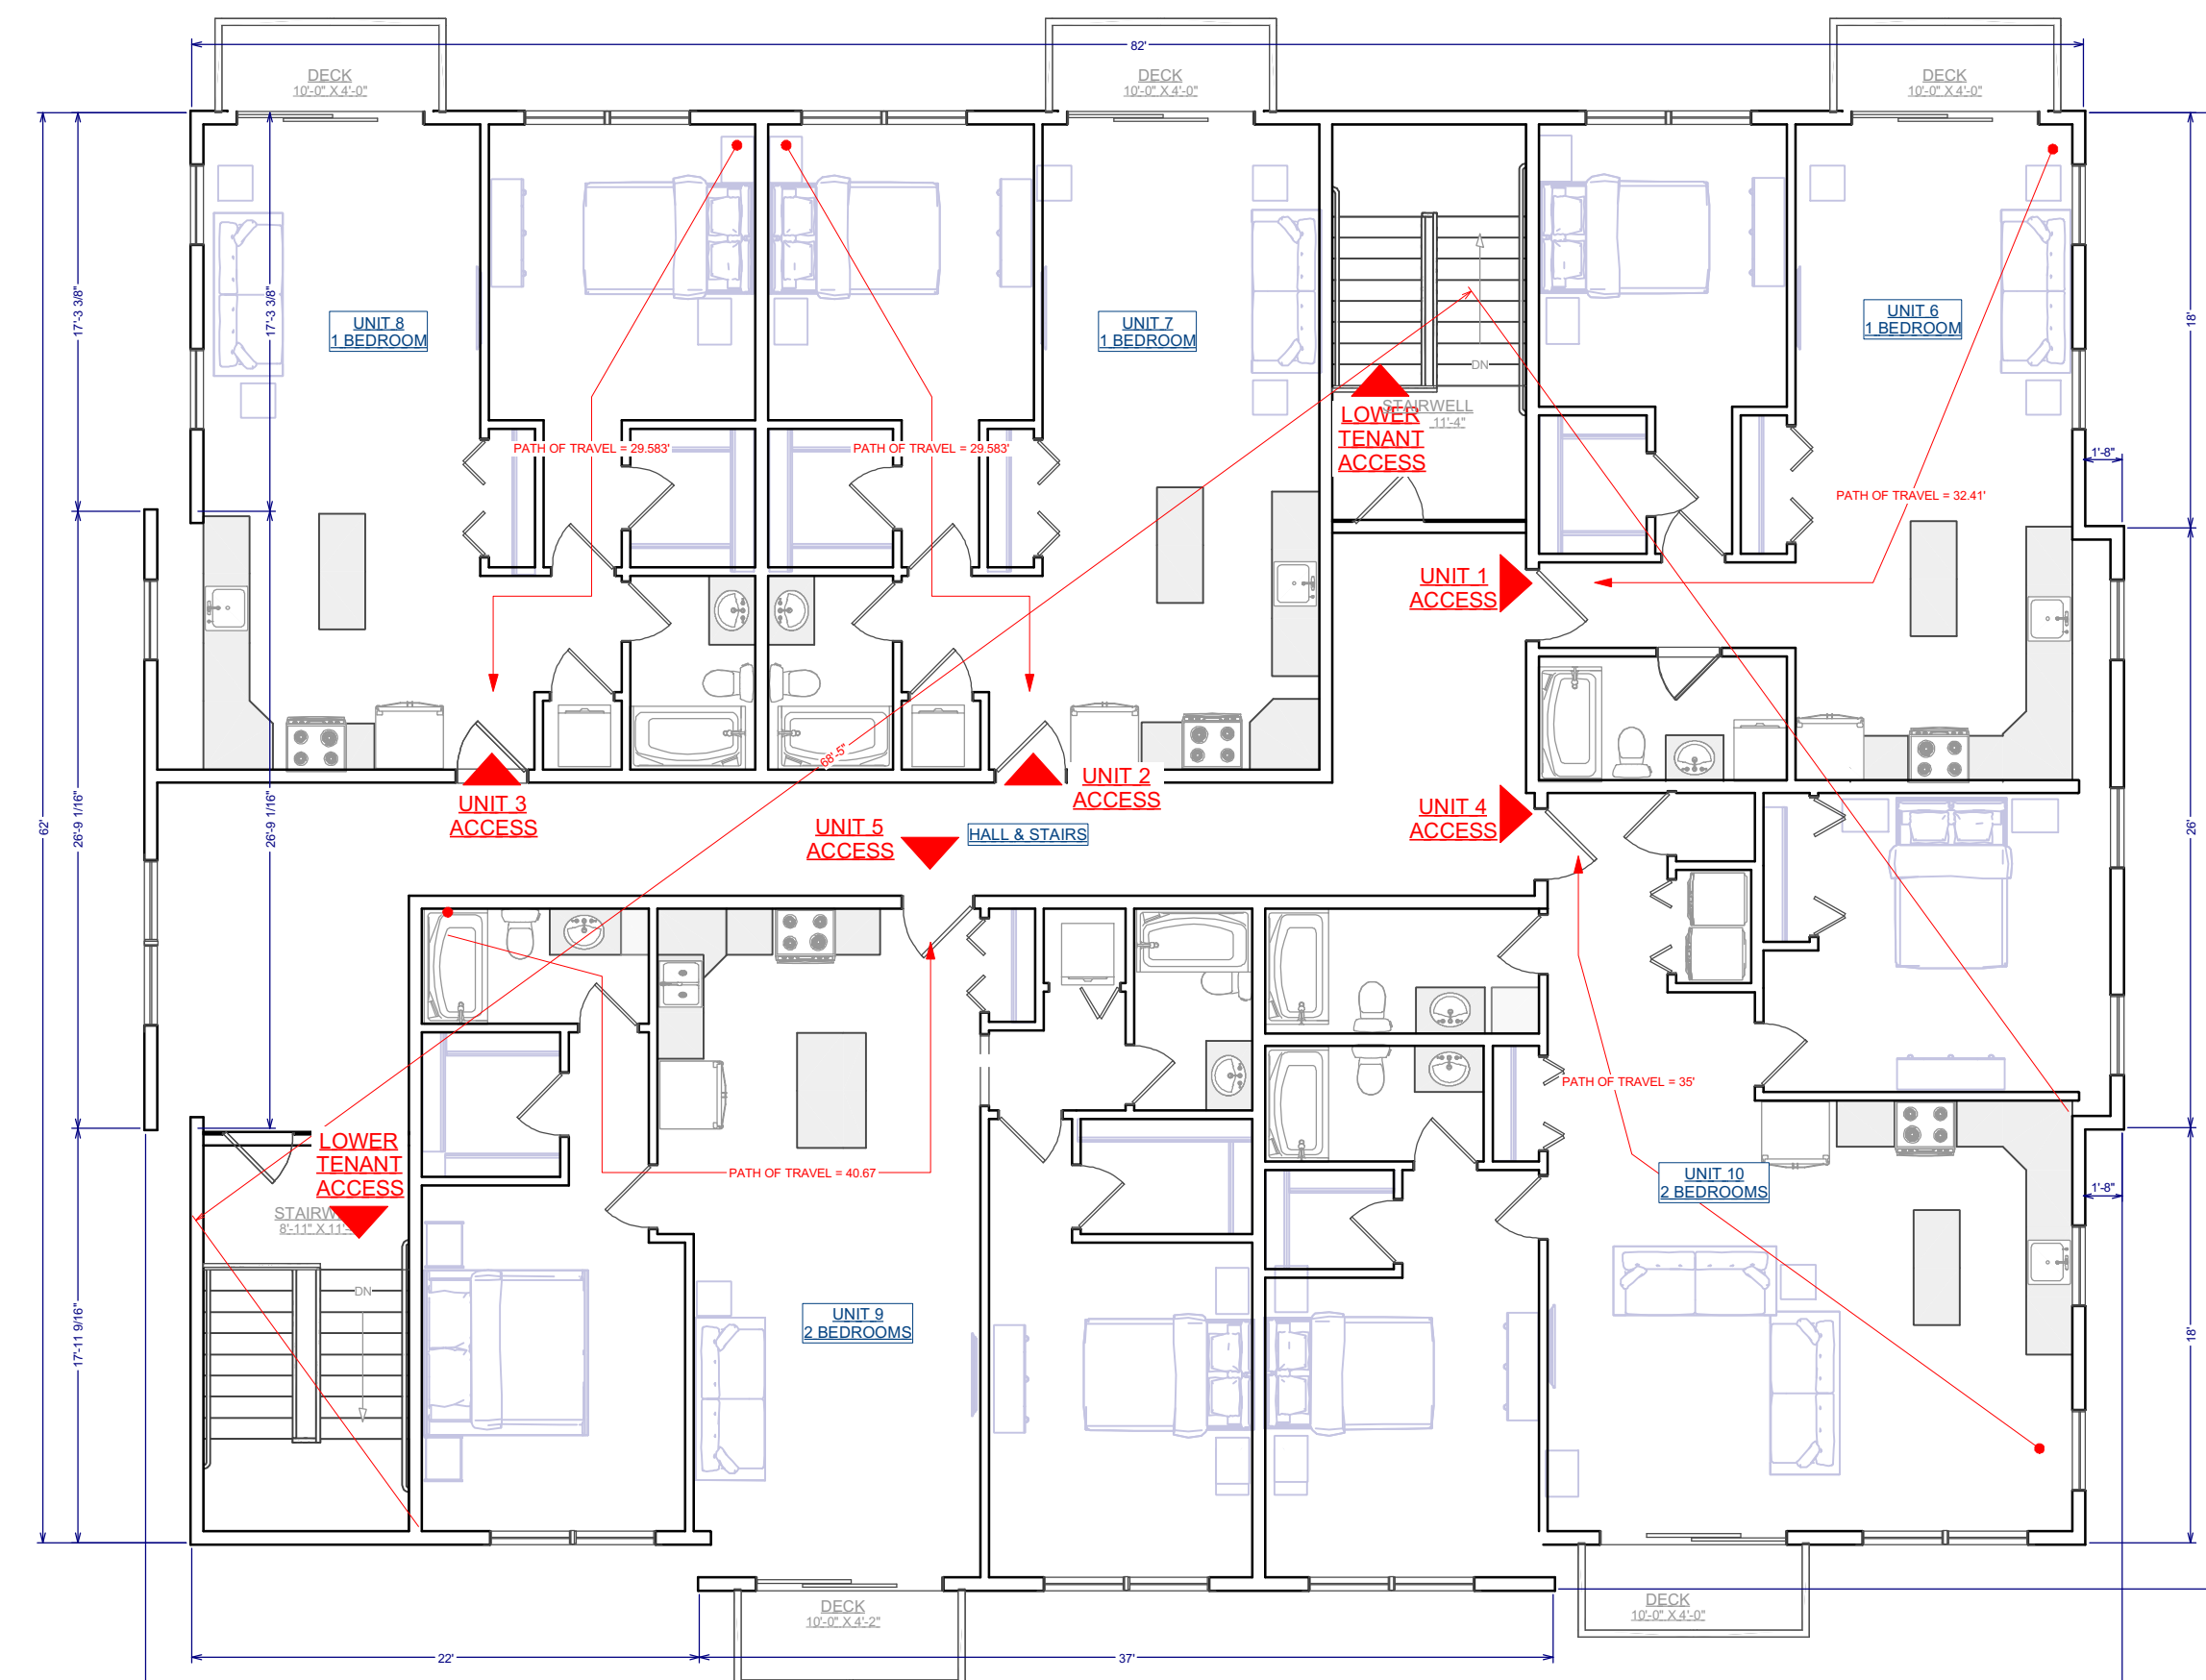 82'
DECK
10'-0" X 4'-0"
DECK
10'-0" X 4'-0"
DECK
10'-0" X 4'-0"
17'-3 3/8"
17'-3 3/8"
18'
UNIT 8
1 BEDROOM
UNIT 7
1 BEDROOM
UNIT 6
1 BEDROOM
DN
STAIRWELL
11'-4"
LOWER
TENANT
ACCESS
PATH OF TRAVEL = 29.583'
PATH OF TRAVEL = 29.583'
1'-8"
PATH OF TRAVEL = 32.41'
UNIT 1
ACCESS
68'-5"
UNIT 3
ACCESS
UNIT 2
ACCESS
UNIT 5
ACCESS
HALL & STAIRS
UNIT 4
ACCESS
62'
26'-9 1/16"
26'-9 1/16"
26'
PATH OF TRAVEL = 35'
LOWER
TENANT
ACCESS
PATH OF TRAVEL = 40.67
UNIT 10
2 BEDROOMS
1'-8"
8'-11" X 11'-
DN
UNIT 9
2 BEDROOMS
17'-11 9/16"
18'
DECK
10'-0" X 4'-2"
DECK
10'-0" X 4'-0"
22'
37'